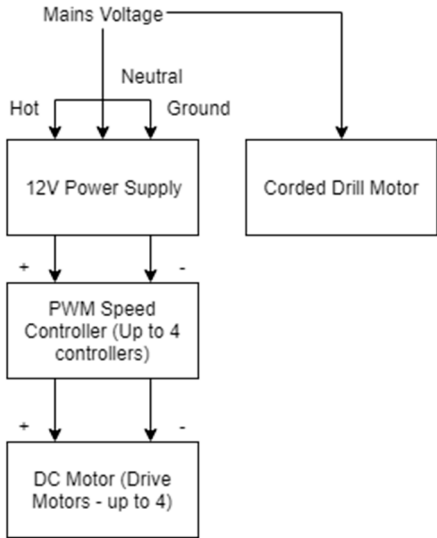 Mains Voltage
Neutral
Hot
Ground
12V Power Supply
Corded Drill Motor
+
-
PWM Speed
Controller (Up to 4
controllers)
+
-
DC Motor (Drive
Motors - up to 4)